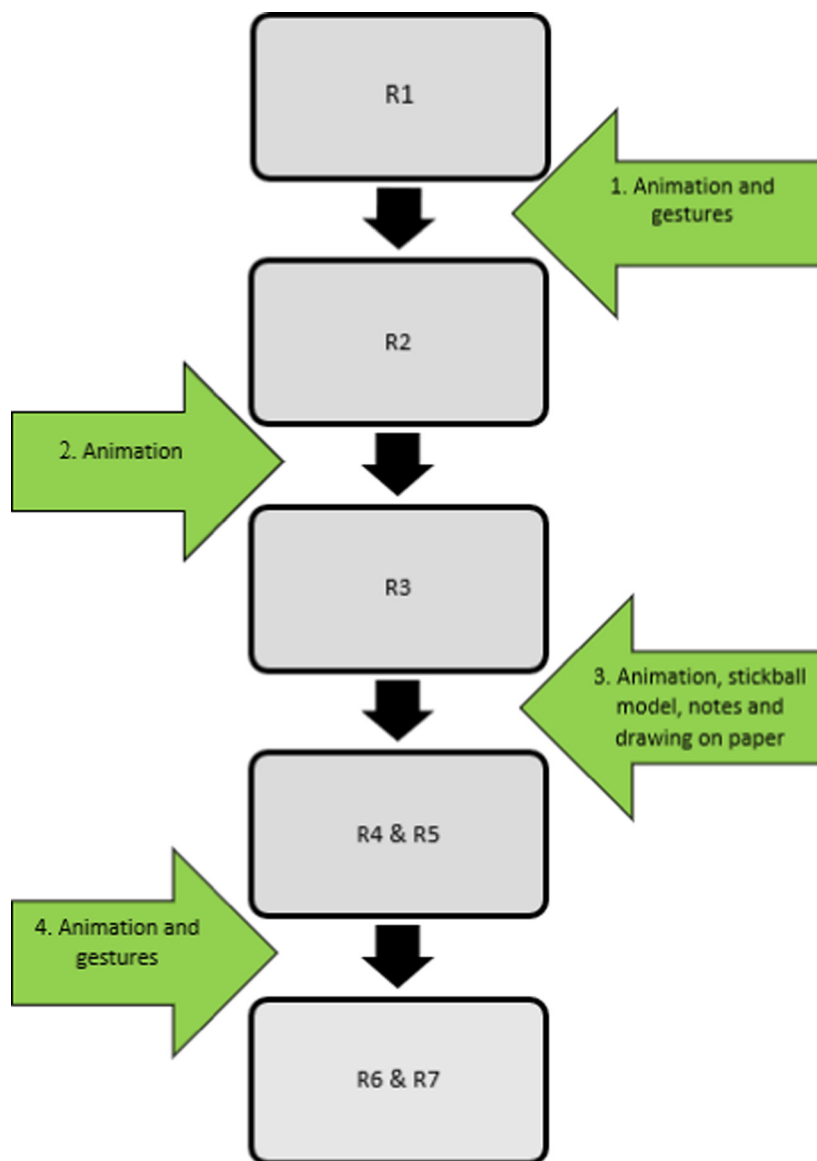 R1
1. Animation and
gestures
R2
2. Animation
R3
3. Animation, stickball
model, notes and
drawing on paper
R4 & R5
4. Animation and
gestures
R6 & R7